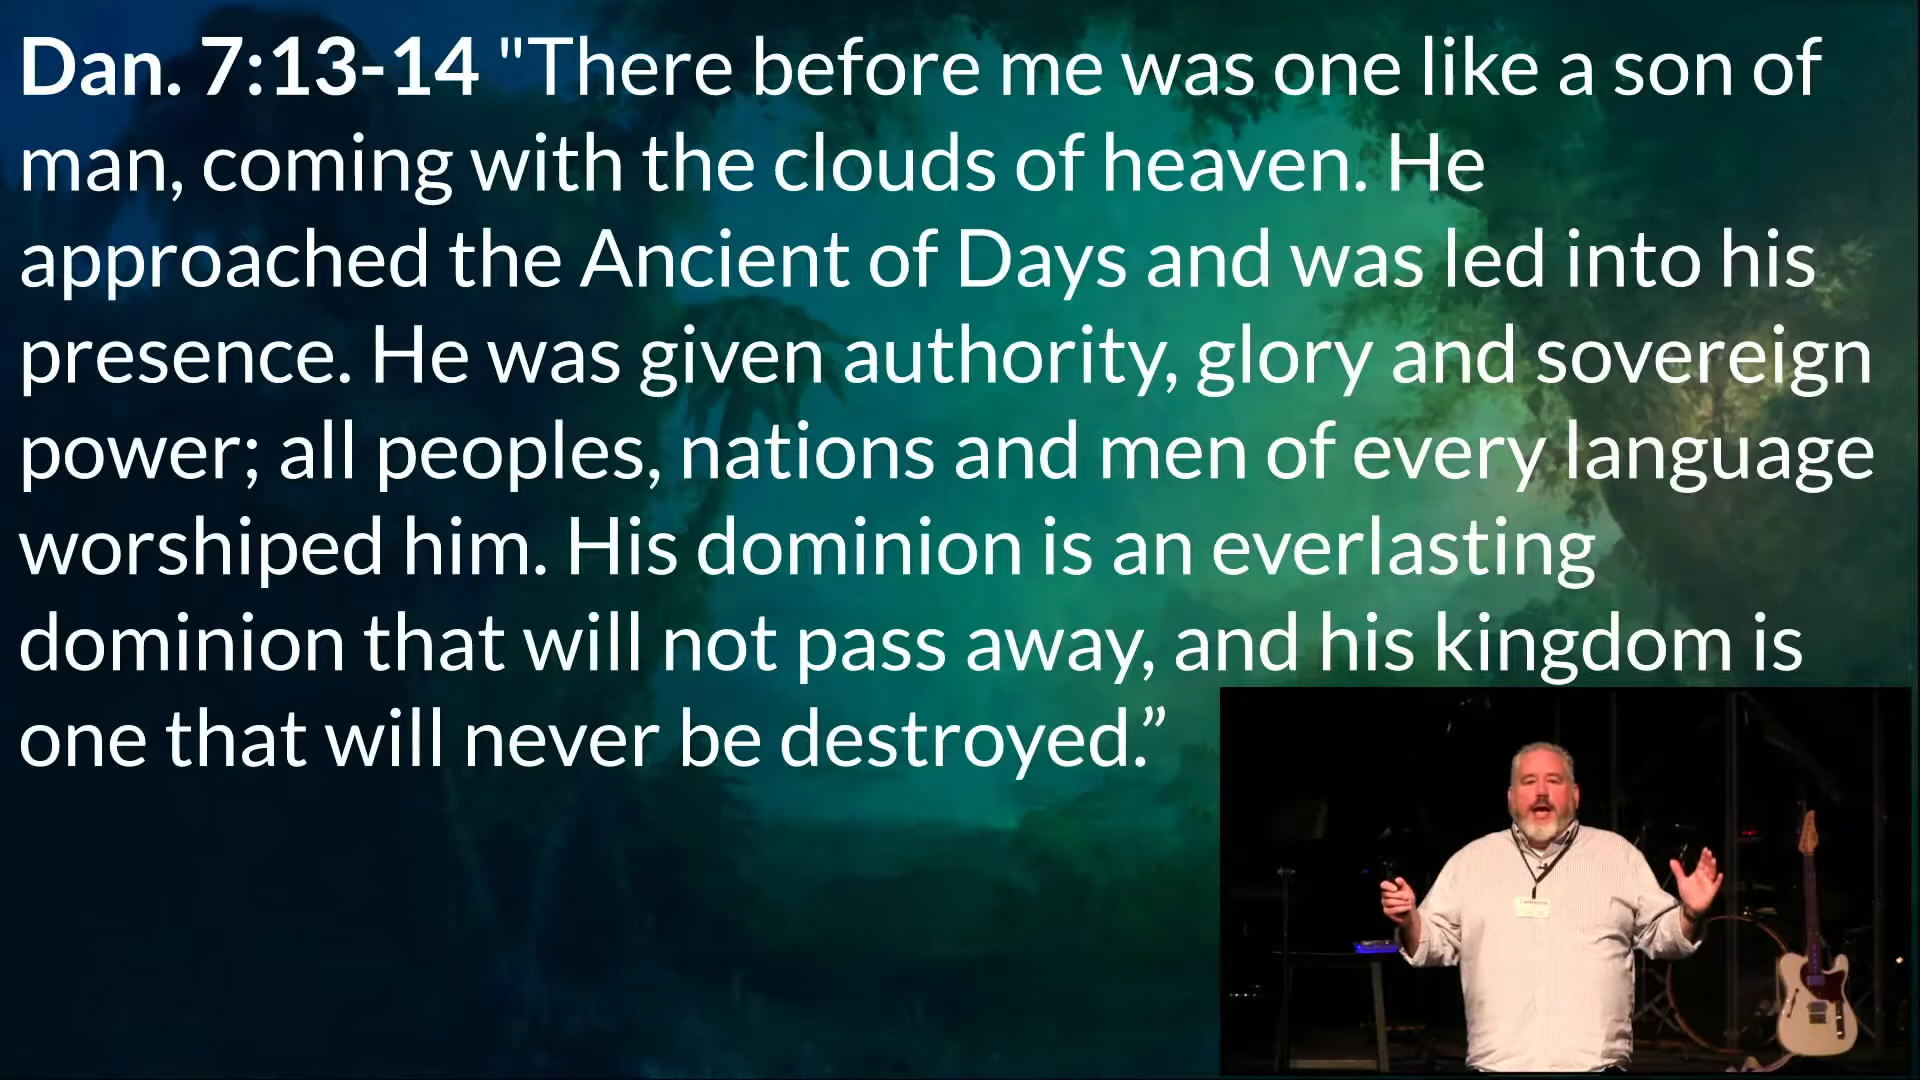 Dan. 7:13-14 "There before me was one like a son of
man, coming with the clouds of heaven. He
approached the Ancient of Days and was led into his
presence. He was given authority, glory and sovereign
power; all peoples, nations and men of every language
worshiped him. His dominion is an everlasting
dominion that will not pass away, and his kingdom is
one that will never be destroyed.”